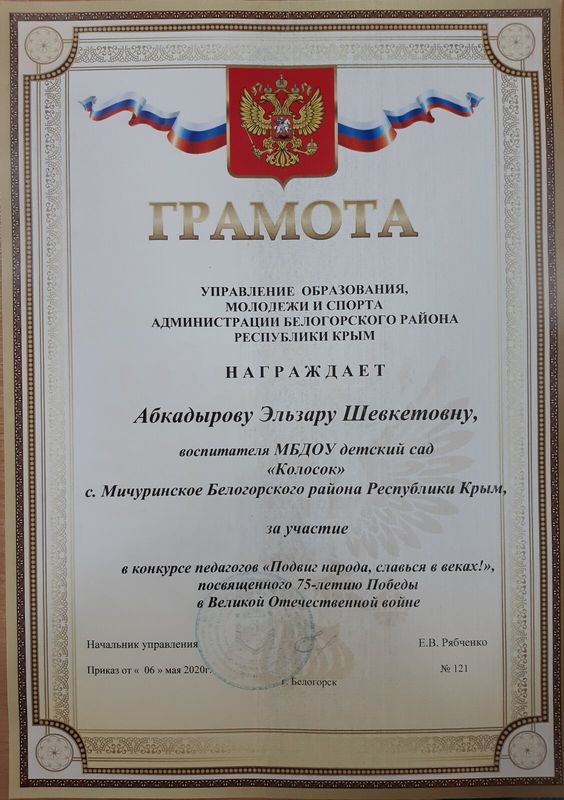 ГРАМОТА
УПРАВЛЕНИЕ ОБРАЗОВАНИЯ,
МОЛОДЕЖИ И СПОРТА
АДМИНИСТРАЦИИ БЕЛОГОРСКОГО РАЙОНА
РЕСПУБЛИКИ КРЫМ
НАГРАЖДАЕТ
Абкадырову Эльзару Шевкетовну,
воспитателя МБДОУ детский сад
«Колосок»
с. Мичуринское Белогорского района Республики Крым,
за участие
в конкурсе педагогов «Подвиг народа, славься в веках!»,
посвященного 75-летию Победы
в Великой Отечественной войне
Начальник управления Е.В. Рябченко
Приказ от « 06 » мая 2020г. № 121
г. Белогорск